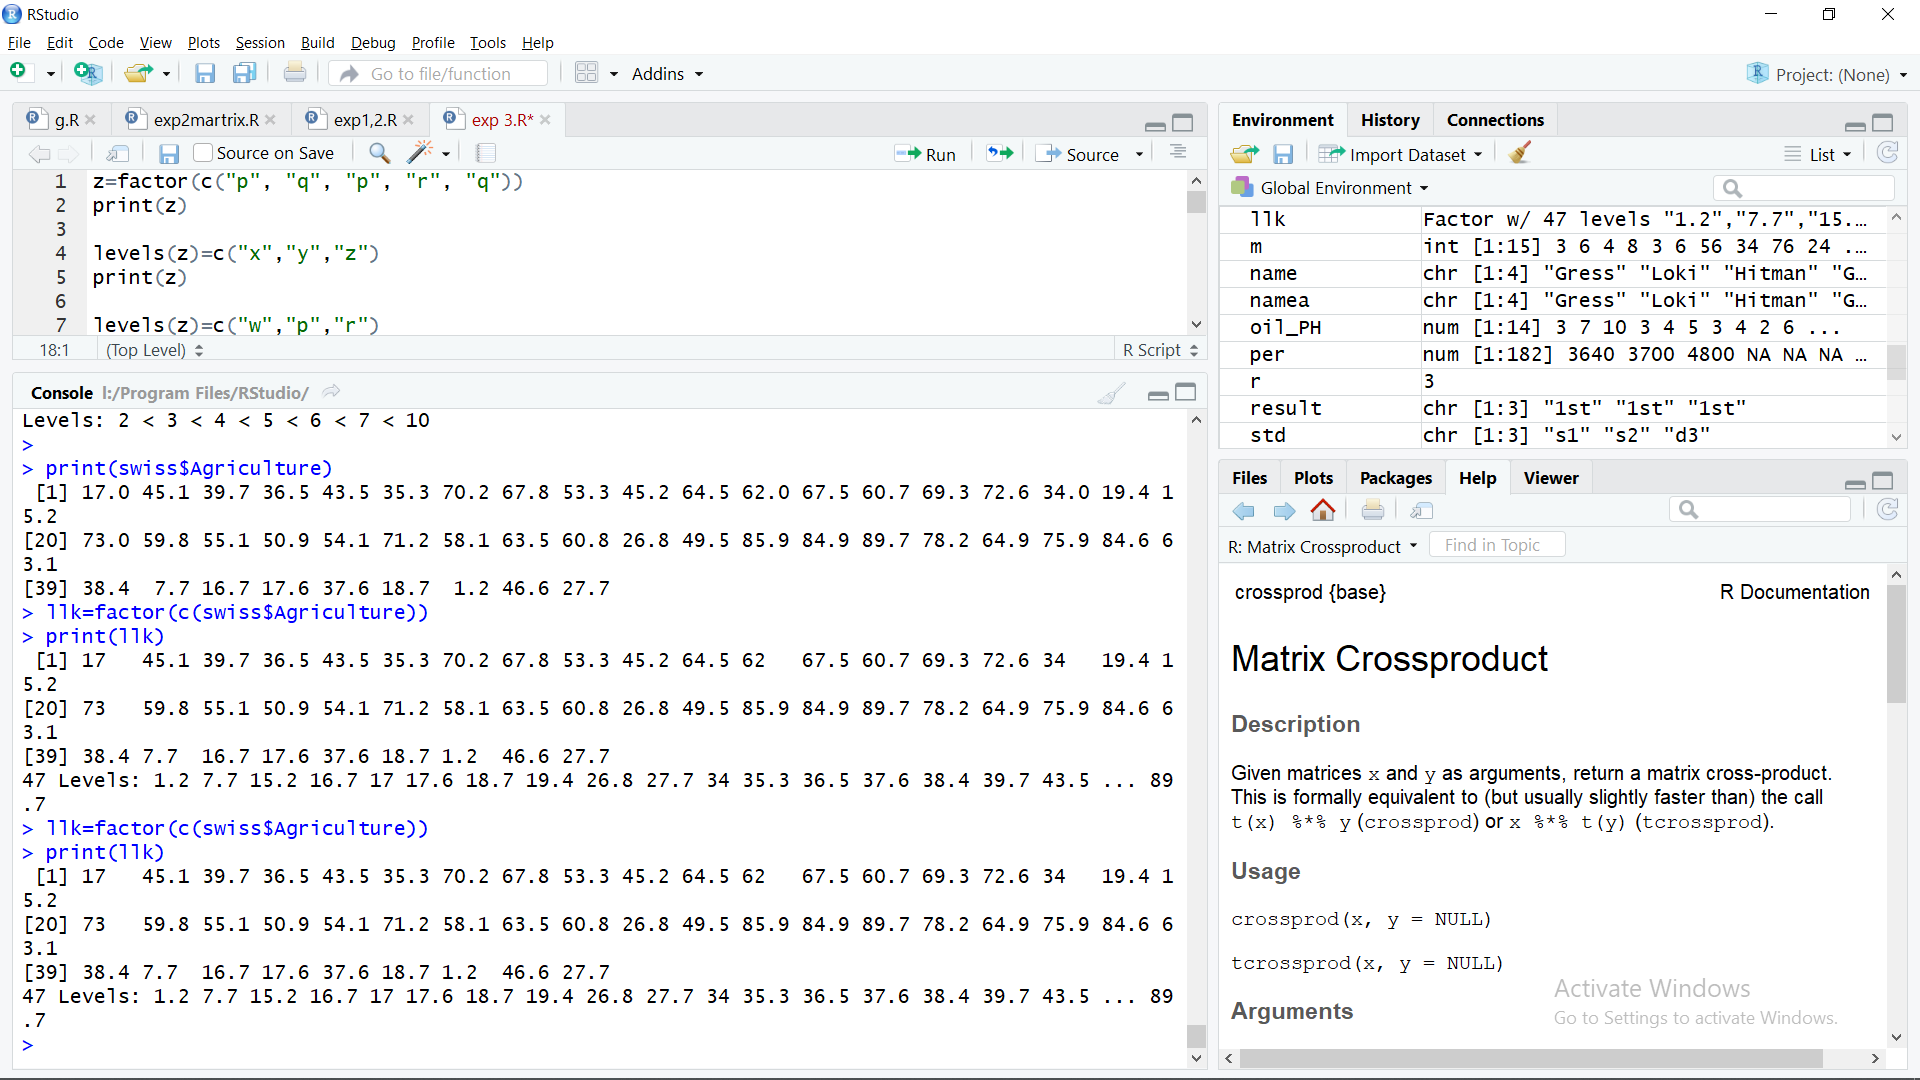 RStudio
File Edit Code View Plots Session Build Debug Profile Tools Help
Go to file/function Addins Project: (None)
g.R exp2martrix.R exp1,2.R exp 3.R*
Source on Save Run Source
1 z=factor(c("p", "q", "p", "r", "q"))
2 print(z)
3
4 levels(z)=c("x","y","z")
5 print(z)
6
7 levels(z)=c("w","p","r")
18:1 (Top Level) R Script
Console I:/Program Files/RStudio/
Levels: 2 < 3 < 4 < 5 < 6 < 7 < 10
>
> print(swiss$Agriculture)
[1] 17.0 45.1 39.7 36.5 43.5 35.3 70.2 67.8 53.3 45.2 64.5 62.0 67.5 60.7 69.3 72.6 34.0 19.4 1
5.2
[20] 73.0 59.8 55.1 50.9 54.1 71.2 58.1 63.5 60.8 26.8 49.5 85.9 84.9 89.7 78.2 64.9 75.9 84.6 6
3.1
[39] 38.4 7.7 16.7 17.6 37.6 18.7 1.2 46.6 27.7
> llk=factor(c(swiss$Agriculture))
> print(llk)
[1] 17 45.1 39.7 36.5 43.5 35.3 70.2 67.8 53.3 45.2 64.5 62 67.5 60.7 69.3 72.6 34 19.4 1
5.2
[20] 73 59.8 55.1 50.9 54.1 71.2 58.1 63.5 60.8 26.8 49.5 85.9 84.9 89.7 78.2 64.9 75.9 84.6 6
3.1
[39] 38.4 7.7 16.7 17.6 37.6 18.7 1.2 46.6 27.7
47 Levels: 1.2 7.7 15.2 16.7 17 17.6 18.7 19.4 26.8 27.7 34 35.3 36.5 37.6 38.4 39.7 43.5 ... 89
.7
> llk=factor(c(swiss$Agriculture))
> print(llk)
[1] 17 45.1 39.7 36.5 43.5 35.3 70.2 67.8 53.3 45.2 64.5 62 67.5 60.7 69.3 72.6 34 19.4 1
5.2
[20] 73 59.8 55.1 50.9 54.1 71.2 58.1 63.5 60.8 26.8 49.5 85.9 84.9 89.7 78.2 64.9 75.9 84.6 6
3.1
[39] 38.4 7.7 16.7 17.6 37.6 18.7 1.2 46.6 27.7
47 Levels: 1.2 7.7 15.2 16.7 17 17.6 18.7 19.4 26.8 27.7 34 35.3 36.5 37.6 38.4 39.7 43.5 ... 89
.7
>
Environment History Connections
Import Dataset List
Global Environment
llk Factor w/ 47 levels "1.2","7.7","15....
m int [1:15] 3 6 4 8 3 6 56 34 76 24 ...
name chr [1:4] "Gress" "Loki" "Hitman" "G...
namea chr [1:4] "Gress" "Loki" "Hitman" "G...
oil_PH num [1:14] 3 7 10 3 4 5 3 4 2 6 ...
per num [1:182] 3640 3700 4800 NA NA NA ...
r 3
result chr [1:3] "1st" "1st" "1st"
std chr [1:3] "s1" "s2" "d3"
Files Plots Packages Help Viewer
R: Matrix Crossproduct Find in Topic
crossprod {base} R Documentation
Matrix Crossproduct
Description
Given matrices x and y as arguments, return a matrix cross-product.
This is formally equivalent to (but usually slightly faster than) the call
t(x) %*% y (crossprod) or x %*% t(y) (tcrossprod).
Usage
crossprod(x, y = NULL)
tcrossprod(x, y = NULL)
Arguments
Activate Windows
Go to Settings to activate Windows.